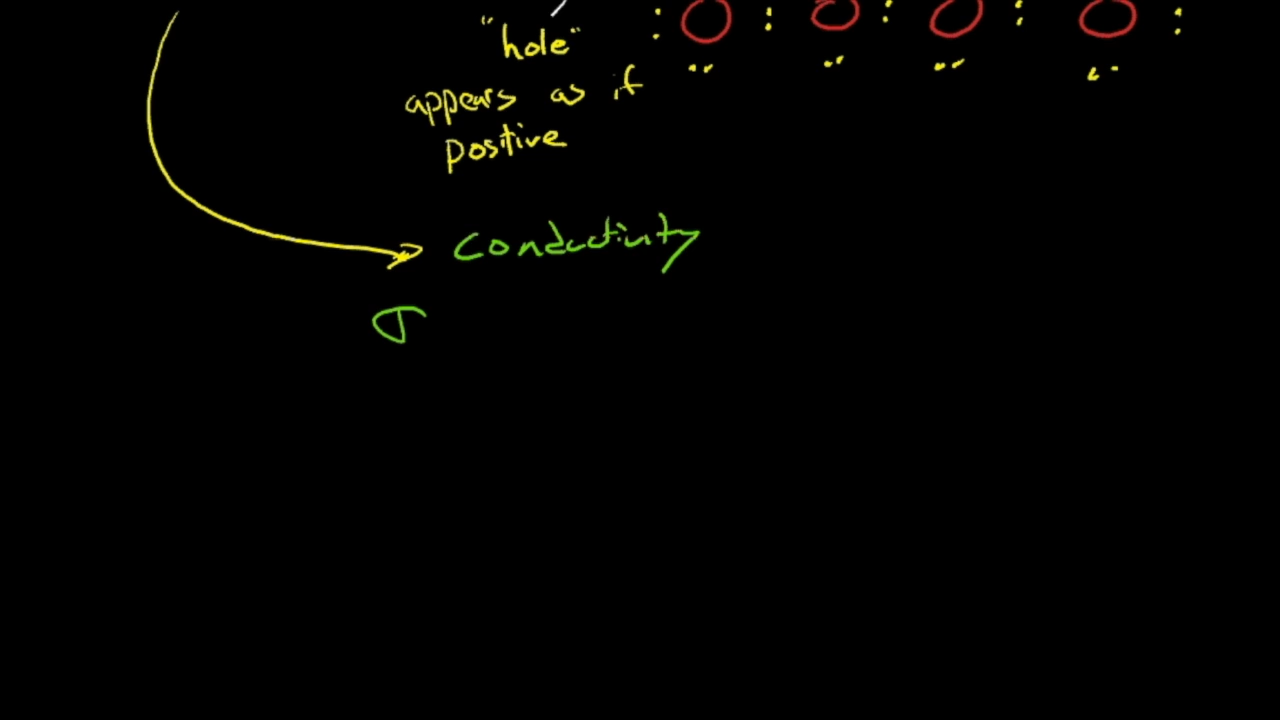 "hole"
appears as if
positive
conductivity
σ